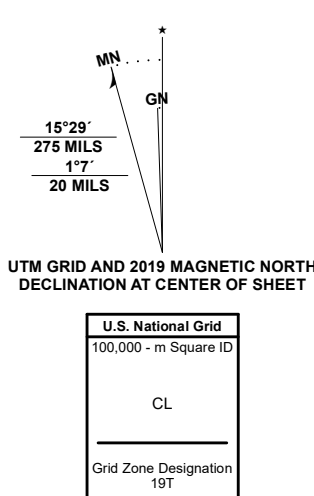 ★
MN
GN
15°29´
275 MILS
1°7´
20 MILS
UTM GRID AND 2019 MAGNETIC NORTH
DECLINATION AT CENTER OF SHEET
U.S. National Grid
100,000 - m Square ID
CL
Grid Zone Designation
19T